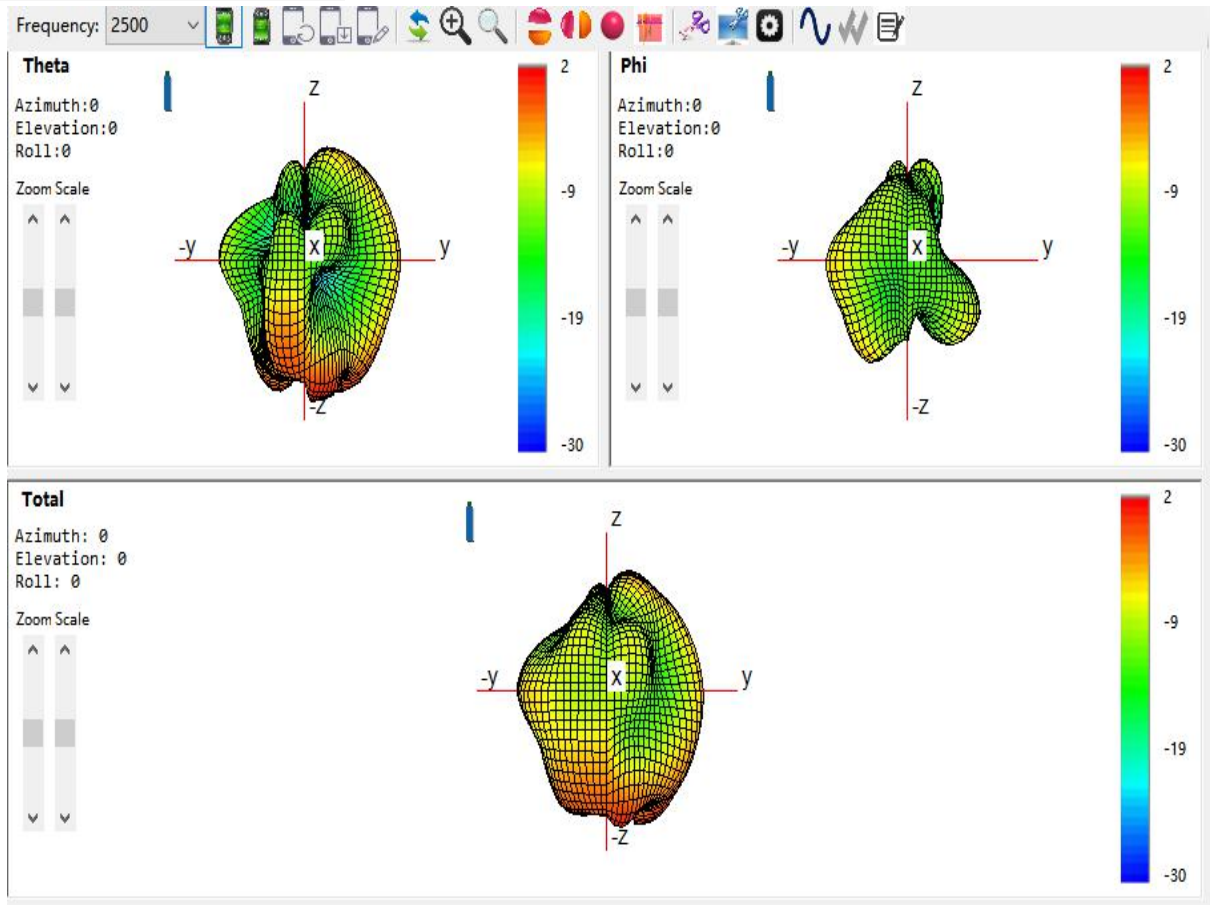 Frequency: 2500
Theta
Azimuth:0
Elevation:0
Roll:0
Zoom Scale
z
-y
x
y
-z
2
-9
-19
-30
Phi
Azimuth:0
Elevation:0
Roll:0
Zoom Scale
z
-y
x
y
-z
2
-9
-19
-30
Total
Azimuth: 0
Elevation: 0
Roll: 0
Zoom Scale
z
-y
x
y
-z
2
-9
-19
-30